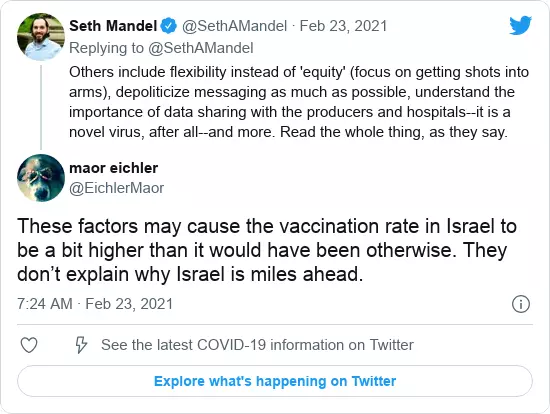 Seth Mandel @SethAMandel · Feb 23, 2021
Replying to @SethAMandel
Others include flexibility instead of 'equity' (focus on getting shots into
arms), depoliticize messaging as much as possible, understand the
importance of data sharing with the producers and hospitals--it is a
novel virus, after all--and more. Read the whole thing, as they say.
maor eichler
@EichlerMaor
These factors may cause the vaccination rate in Israel to
be a bit higher than it would have been otherwise. They
don’t explain why Israel is miles ahead.
7:24 AM · Feb 23, 2021
See the latest COVID-19 information on Twitter
Explore what's happening on Twitter